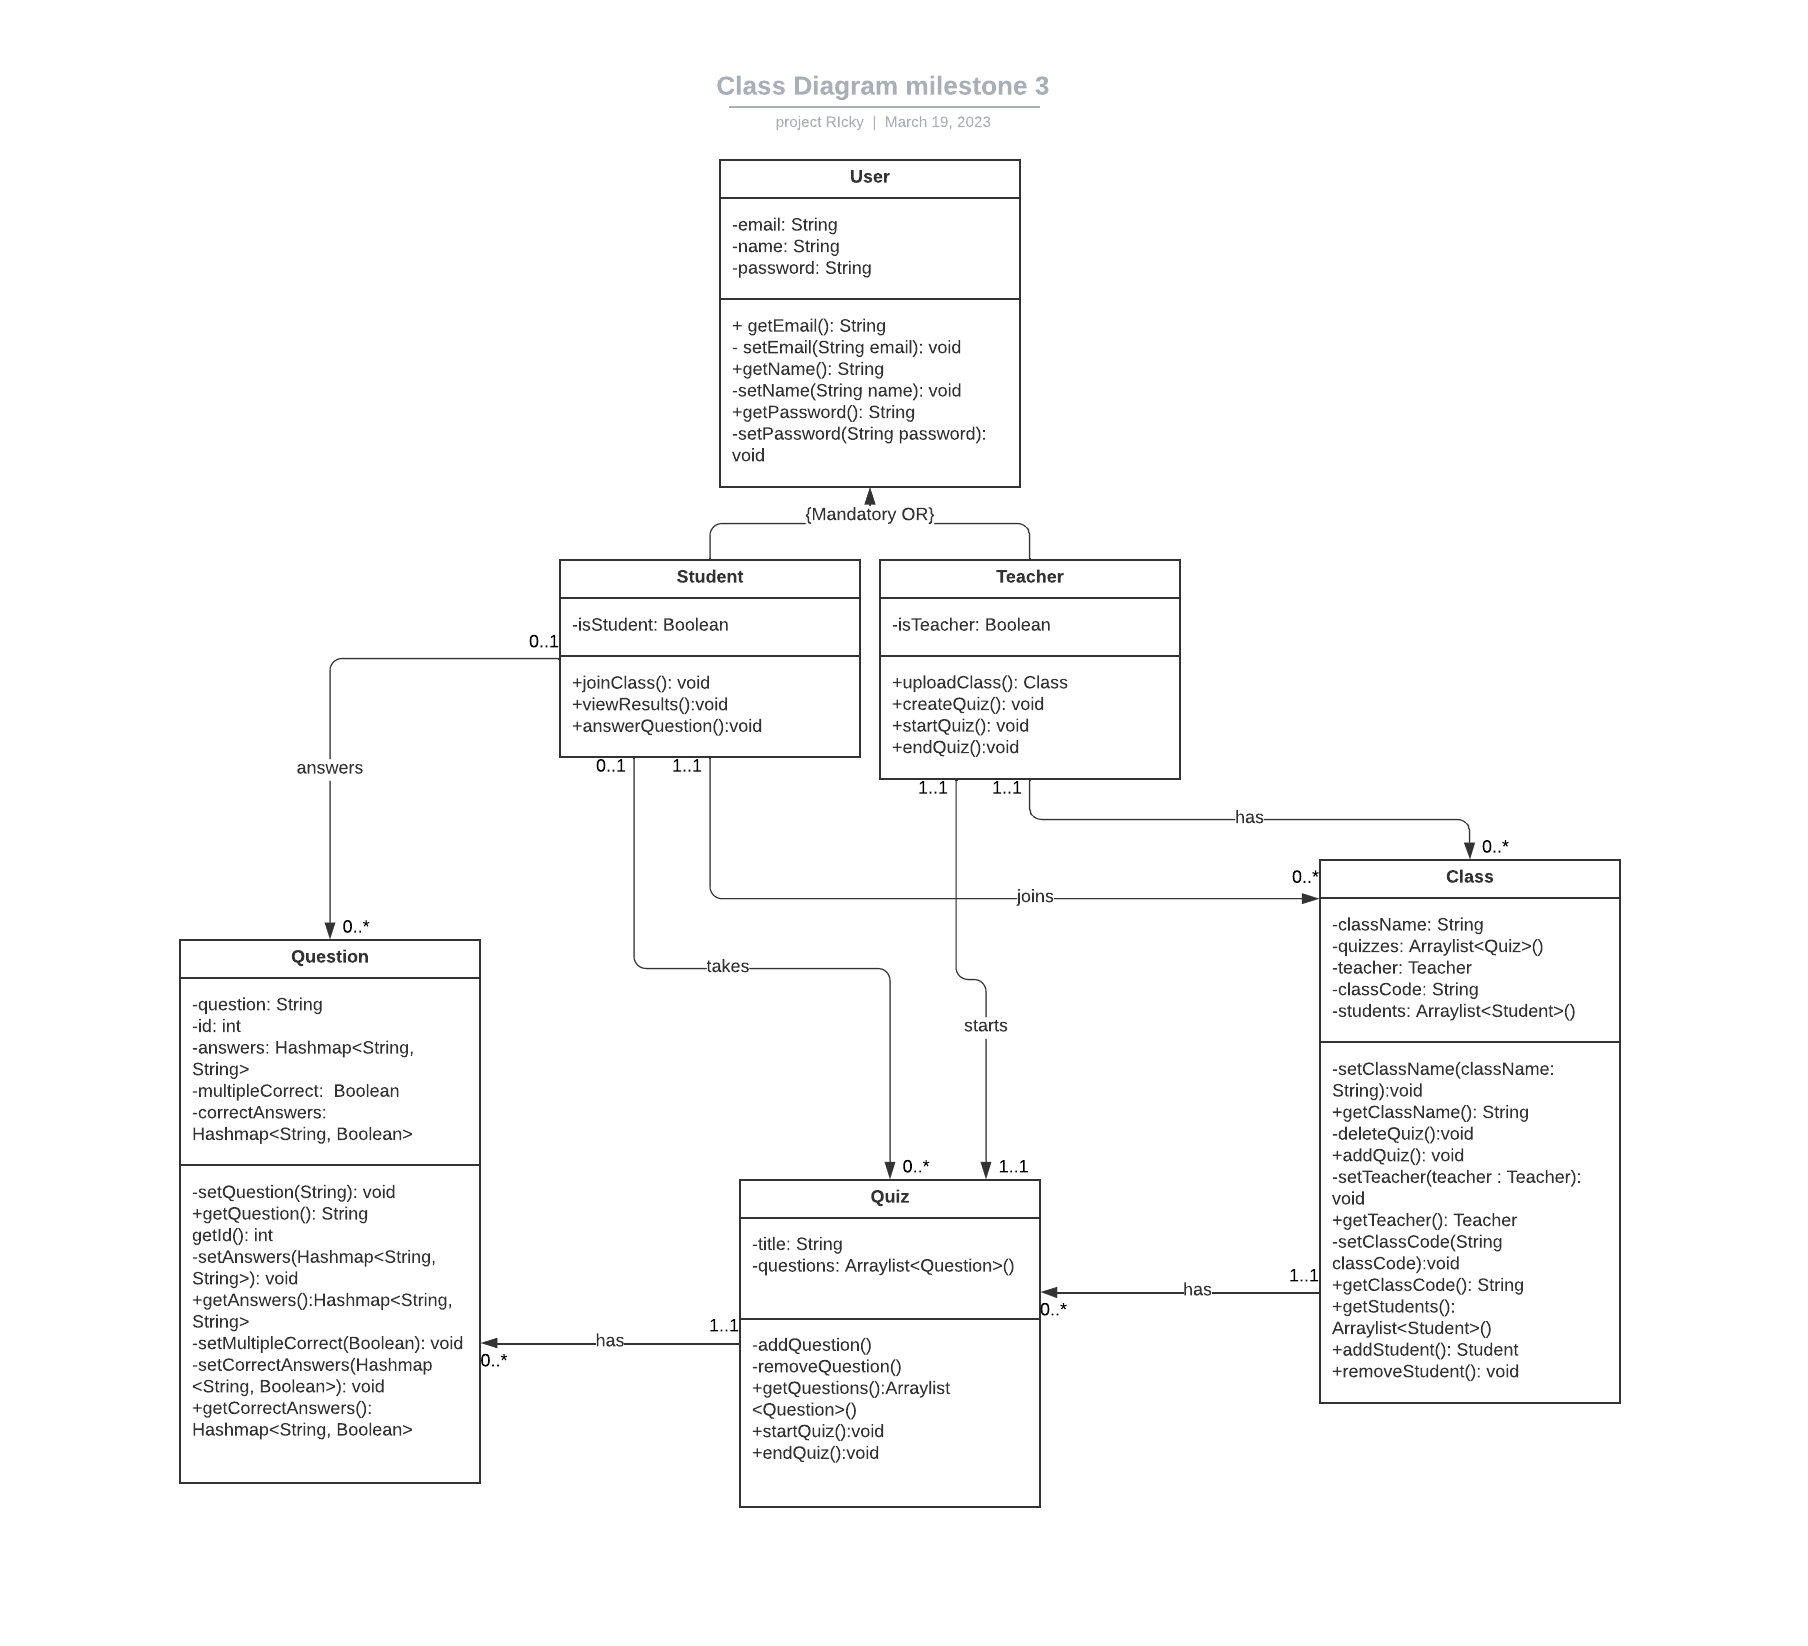 Class Diagram milestone 3
project RIcky | March 19, 2023
User
-email: String
-name: String
-password: String
+ getEmail(): String
- setEmail(String email): void
+getName(): String
-setName(String name): void
+getPassword(): String
-setPassword(String password):
void
{Mandatory OR}
Student
-isStudent: Boolean
+joinClass(): void
+viewResults():void
+answerQuestion():void
Teacher
-isTeacher: Boolean
+uploadClass(): Class
+createQuiz(): void
+startQuiz(): void
+endQuiz():void
0..1
answers
0..*
0..1
1..1
1..1
1..1
has
0..*
0..*
joins
takes
starts
0..*
1..1
Question
-question: String
-id: int
-answers: Hashmap<String,
String>
-multipleCorrect:  Boolean
-correctAnswers:
Hashmap<String, Boolean>
-setQuestion(String): void
+getQuestion(): String
getId(): int
-setAnswers(Hashmap<String,
String>): void
+getAnswers():Hashmap<String,
String>
-setMultipleCorrect(Boolean): void
-setCorrectAnswers(Hashmap
<String, Boolean>): void
+getCorrectAnswers():
Hashmap<String, Boolean>
1..1
has
0..*
Quiz
-title: String
-questions: Arraylist<Question>()
-addQuestion()
-removeQuestion()
+getQuestions():Arraylist
<Question>()
+startQuiz():void
+endQuiz():void
1..1
has
0..*
Class
-className: String
-quizzes: Arraylist<Quiz>()
-teacher: Teacher
-classCode: String
-students: Arraylist<Student>()
-setClassName(className:
String):void
+getClassName(): String
-deleteQuiz():void
+addQuiz(): void
-setTeacher(teacher : Teacher):
void
+getTeacher(): Teacher
-setClassCode(String
classCode):void
+getClassCode(): String
+getStudents():
Arraylist<Student>()
+addStudent(): Student
+removeStudent(): void